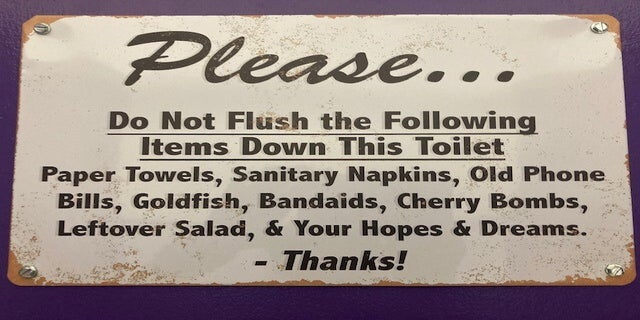 Please...
Do Not Flush the Following
Items Down This Toilet
Paper Towels, Sanitary Napkins, Old Phone
Bills, Goldfish, Bandaids, Cherry Bombs,
Leftover Salad, & Your Hopes & Dreams.
- Thanks!